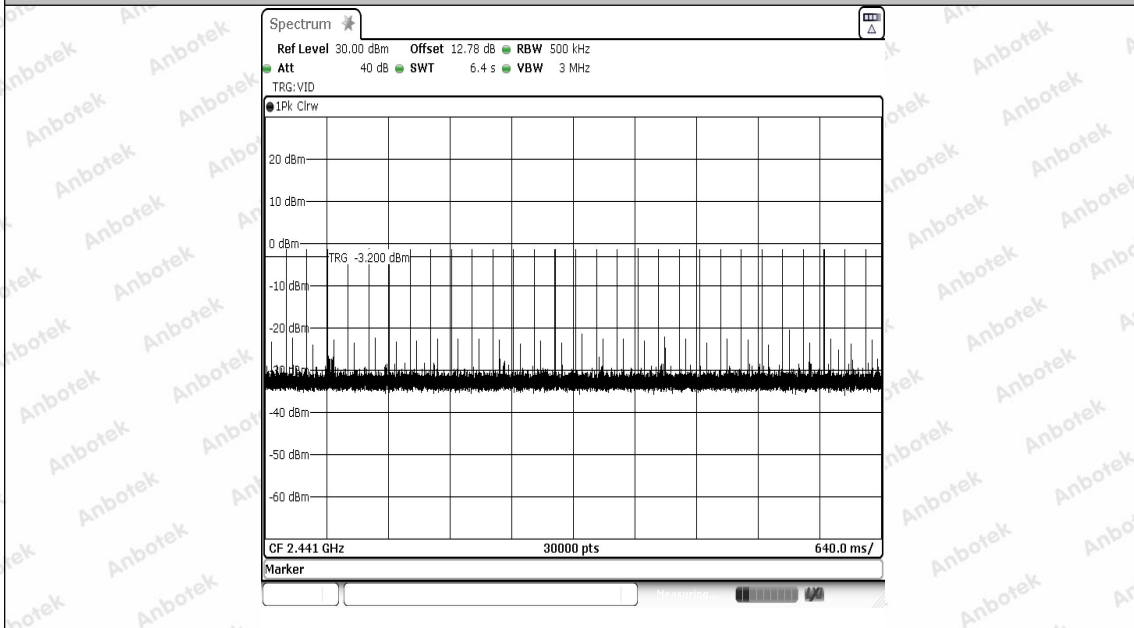 Spectrum
Ref Level 30.00 dBm Offset 12.78 dB RBW 500 kHz
Att 40 dB SWT 6.4 s VBW 3 MHz
TRG:VID
1Pk Clrw
20 dBm
10 dBm
0 dBm
TRG -3.200 dBm
-10 dBm
-20 dBm
-30 dBm
-40 dBm
-50 dBm
-60 dBm
CF 2.441 GHz 30000 pts 640.0 ms/
Marker
Measuring...
Anbotek